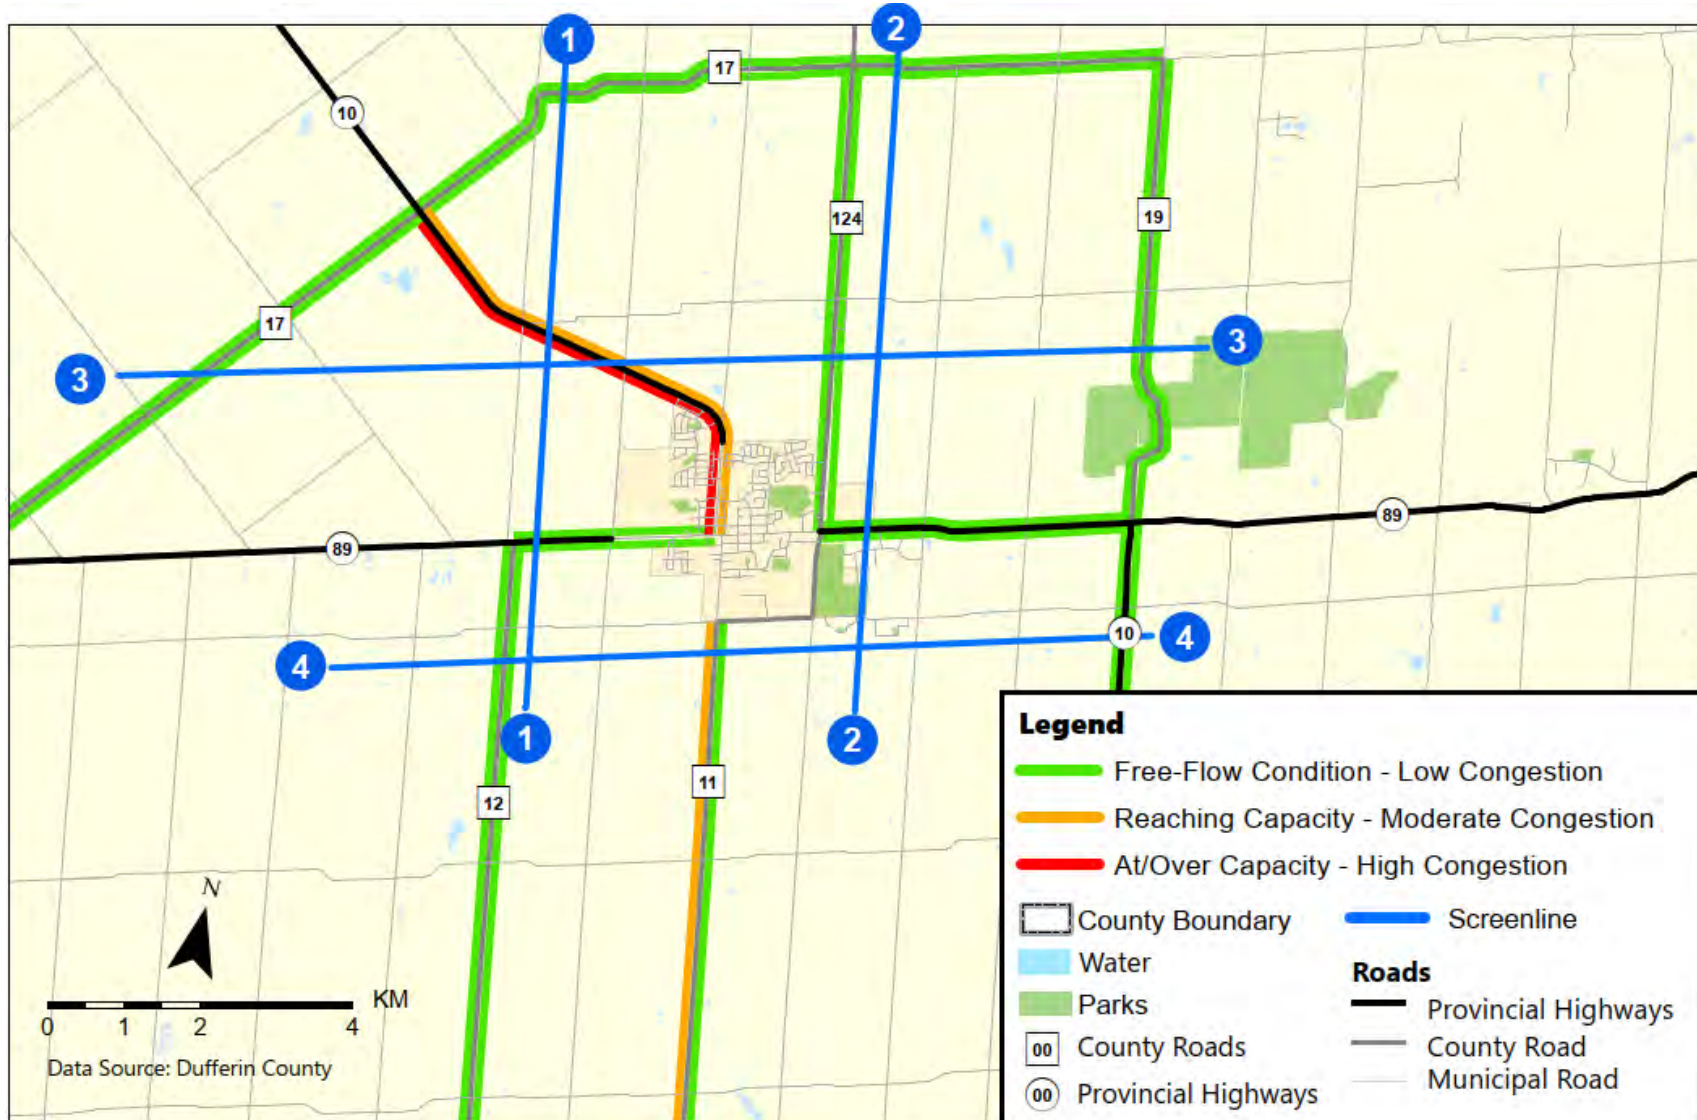 1
2
17
10
124
19
17
3
3
89
89
10
4
4
1
2
12
11
N
KM
0 1 2 4
Data Source: Dufferin County
Legend
Free-Flow Condition - Low Congestion
Reaching Capacity - Moderate Congestion
At/Over Capacity - High Congestion
County Boundary
Screenline
Water
Parks
00 County Roads
00 Provincial Highways
Roads
Provincial Highways
County Road
Municipal Road